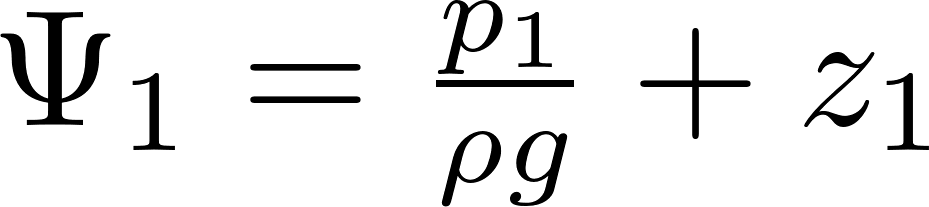 Ψ₁ = p₁/ρg + z₁